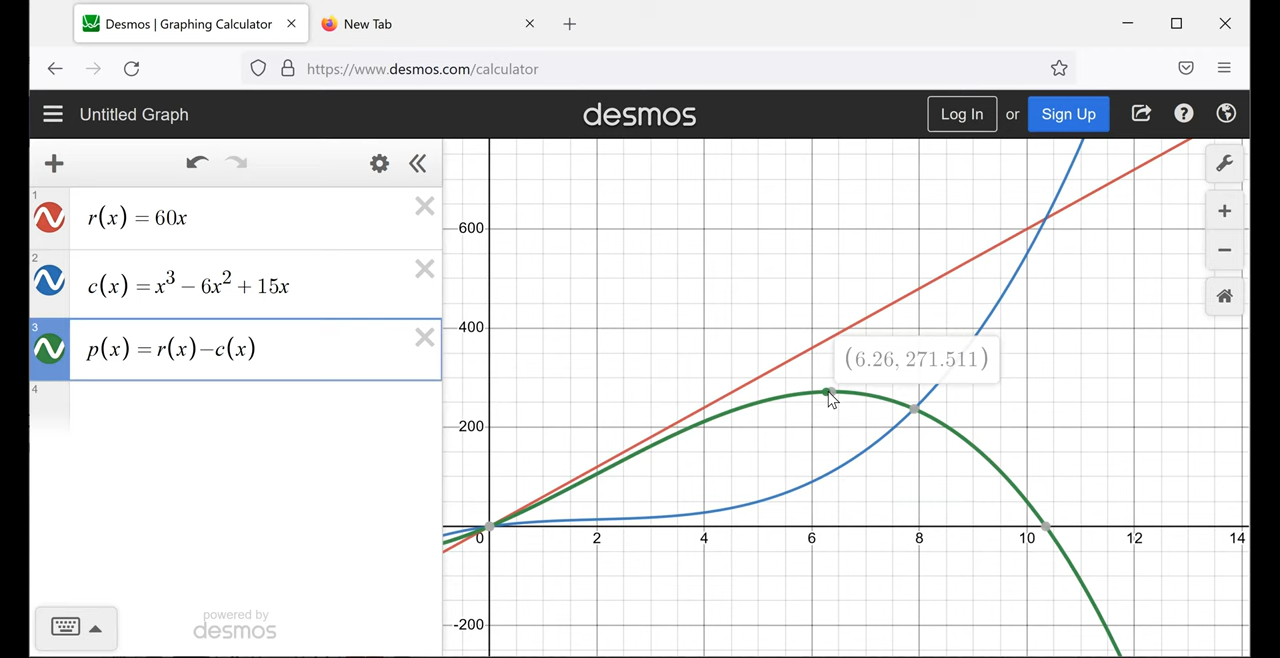 Desmos | Graphing Calculator
New Tab
https://www.desmos.com/calculator
Untitled Graph
desmos
Log In or Sign Up
1
r(x) = 60x
2
c(x) = x³ − 6x² + 15x
3
p(x) = r(x) − c(x)
4
powered by
desmos
600
400
200
-200
0 2 4 6 8 10 12 14
(6.26, 271.511)